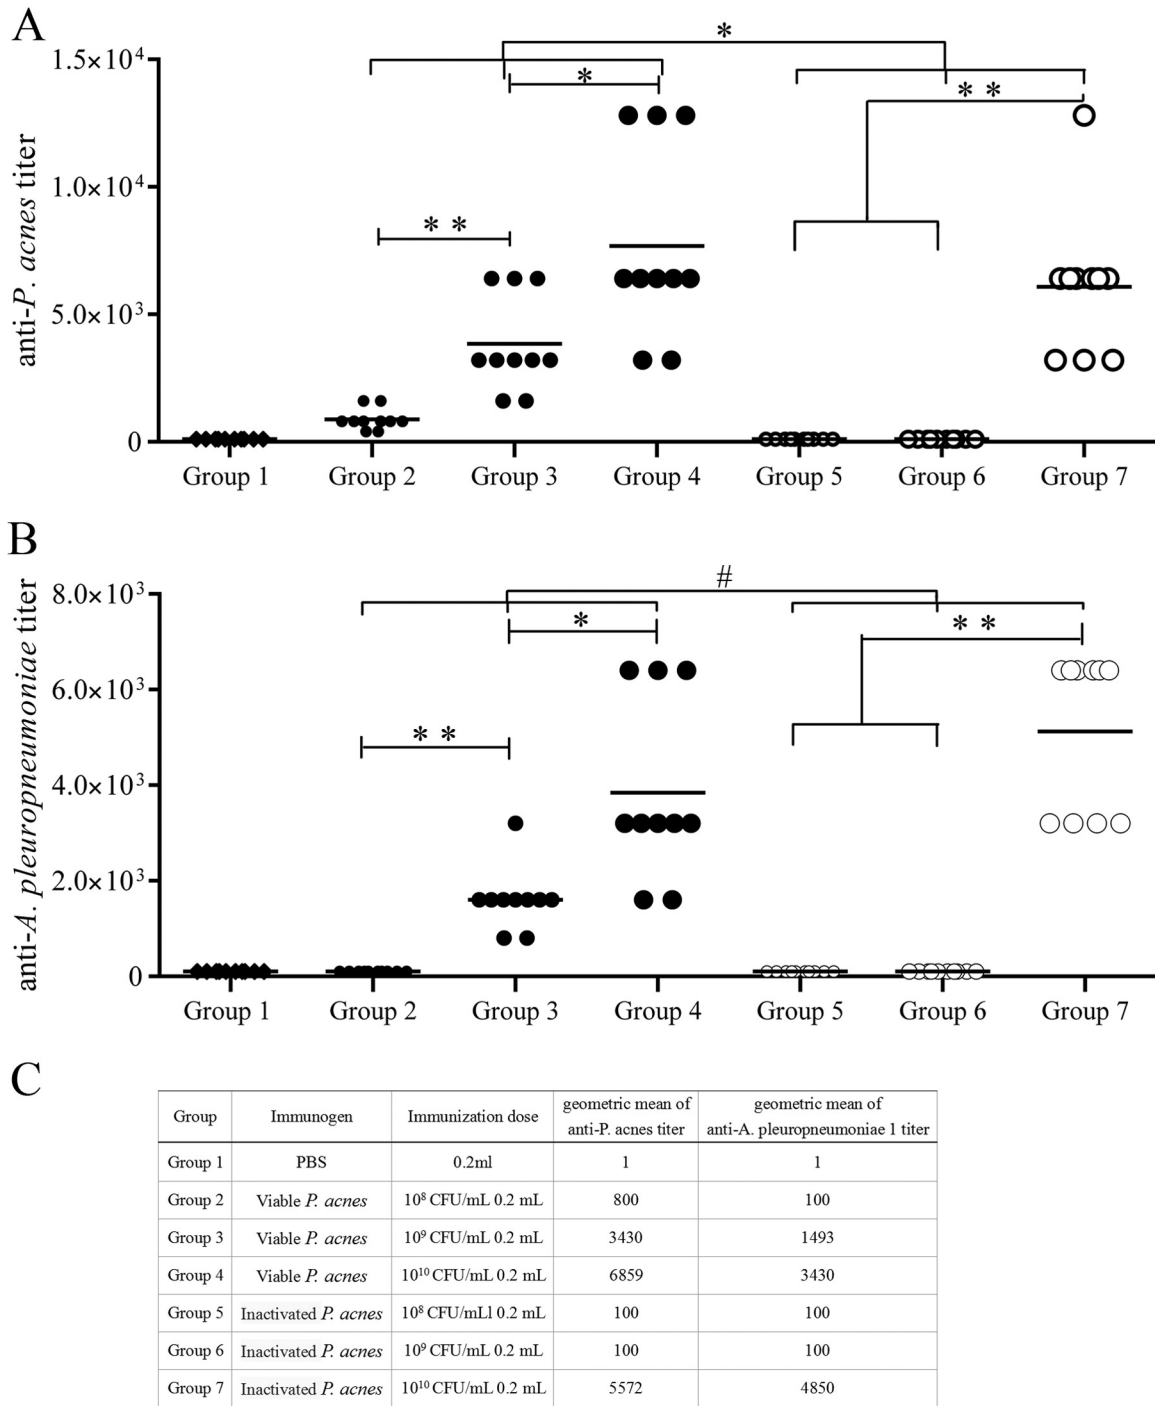 A
*
1.5×10⁴
*
* *
1.0×10⁴
* *
5.0×10³
0
anti-P. acnes titer
Group 1 Group 2 Group 3 Group 4 Group 5 Group 6 Group 7
B
#
8.0×10³
*
* *
6.0×10³
* *
4.0×10³
2.0×10³
0
anti-A. pleuropneumoniae titer
Group 1 Group 2 Group 3 Group 4 Group 5 Group 6 Group 7
C
Group Immunogen Immunization dose geometric mean of anti-P. acnes titer geometric mean of anti-A. pleuropneumoniae 1 titer
Group 1 PBS 0.2ml 1 1
Group 2 Viable P. acnes 10⁸ CFU/mL 0.2 mL 800 100
Group 3 Viable P. acnes 10⁹ CFU/mL 0.2 mL 3430 1493
Group 4 Viable P. acnes 10¹⁰ CFU/mL 0.2 mL 6859 3430
Group 5 Inactivated P. acnes 10⁸ CFU/mLl 0.2 mL 100 100
Group 6 Inactivated P. acnes 10⁹ CFU/mL 0.2 mL 100 100
Group 7 Inactivated P. acnes 10¹⁰ CFU/mL 0.2 mL 5572 4850